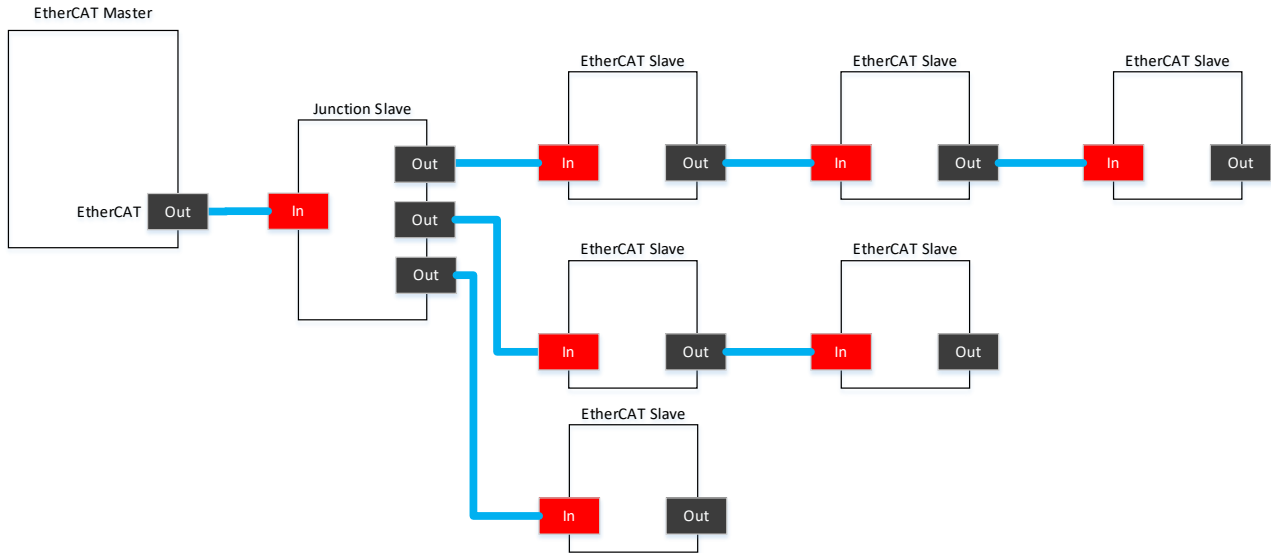 EtherCAT Master
EtherCAT Slave
EtherCAT Slave
EtherCAT Slave
Junction Slave
Out
In
Out
In
Out
In
Out
EtherCAT
Out
In
Out
EtherCAT Slave
EtherCAT Slave
Out
In
Out
In
Out
EtherCAT Slave
In
Out